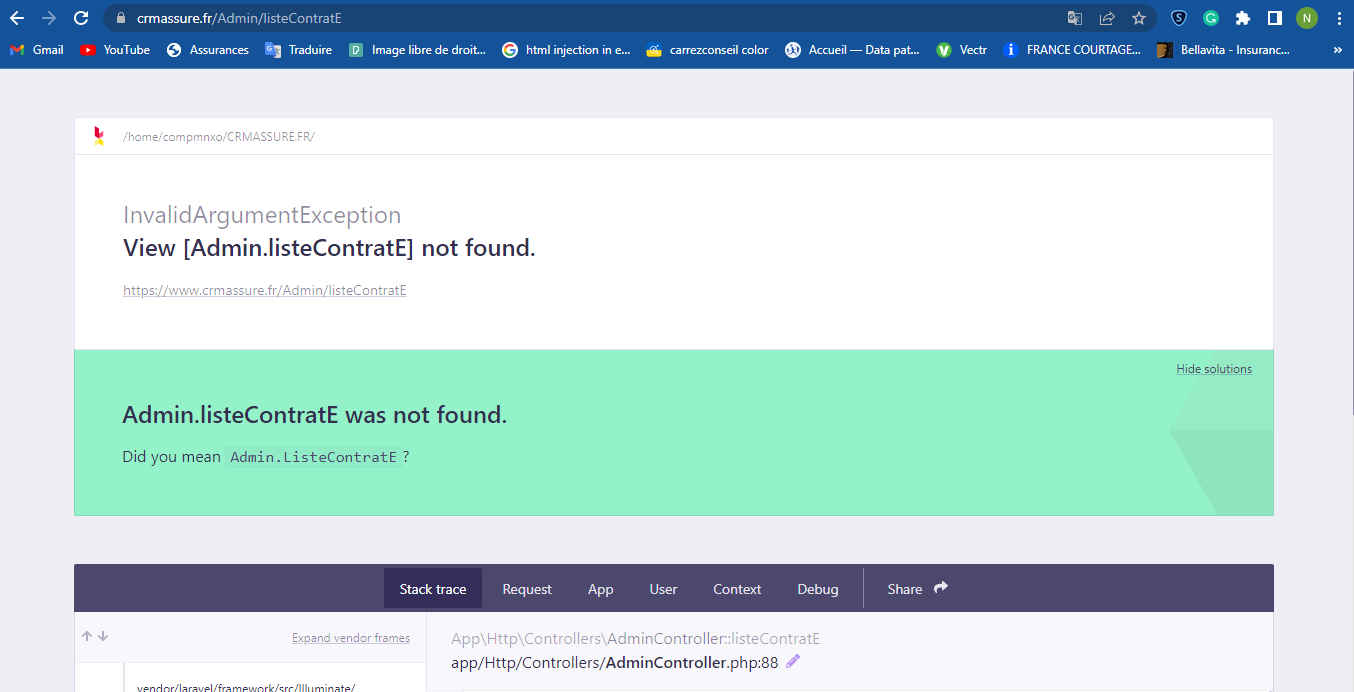 crmassure.fr/Admin/listeContratE
N
Gmail YouTube Assurances Traduire Image libre de droit... html injection in e... carrezconseil color Accueil — Data pat... Vectr FRANCE COURTAGE... Bellavita - Insuranc... »
/home/compmnxo/CRMASSURE.FR/
InvalidArgumentException
View [Admin.listeContratE] not found.
https://www.crmassure.fr/Admin/listeContratE
Hide solutions
Admin.listeContratE was not found.
Did you mean Admin.ListeContratE?
Stack trace Request App User Context Debug Share
Expand vendor frames
App\Http\Controllers\AdminController::listeContratE
app/Http/Controllers/AdminController.php:88
vendor/laravel/framework/src/Illuminate/